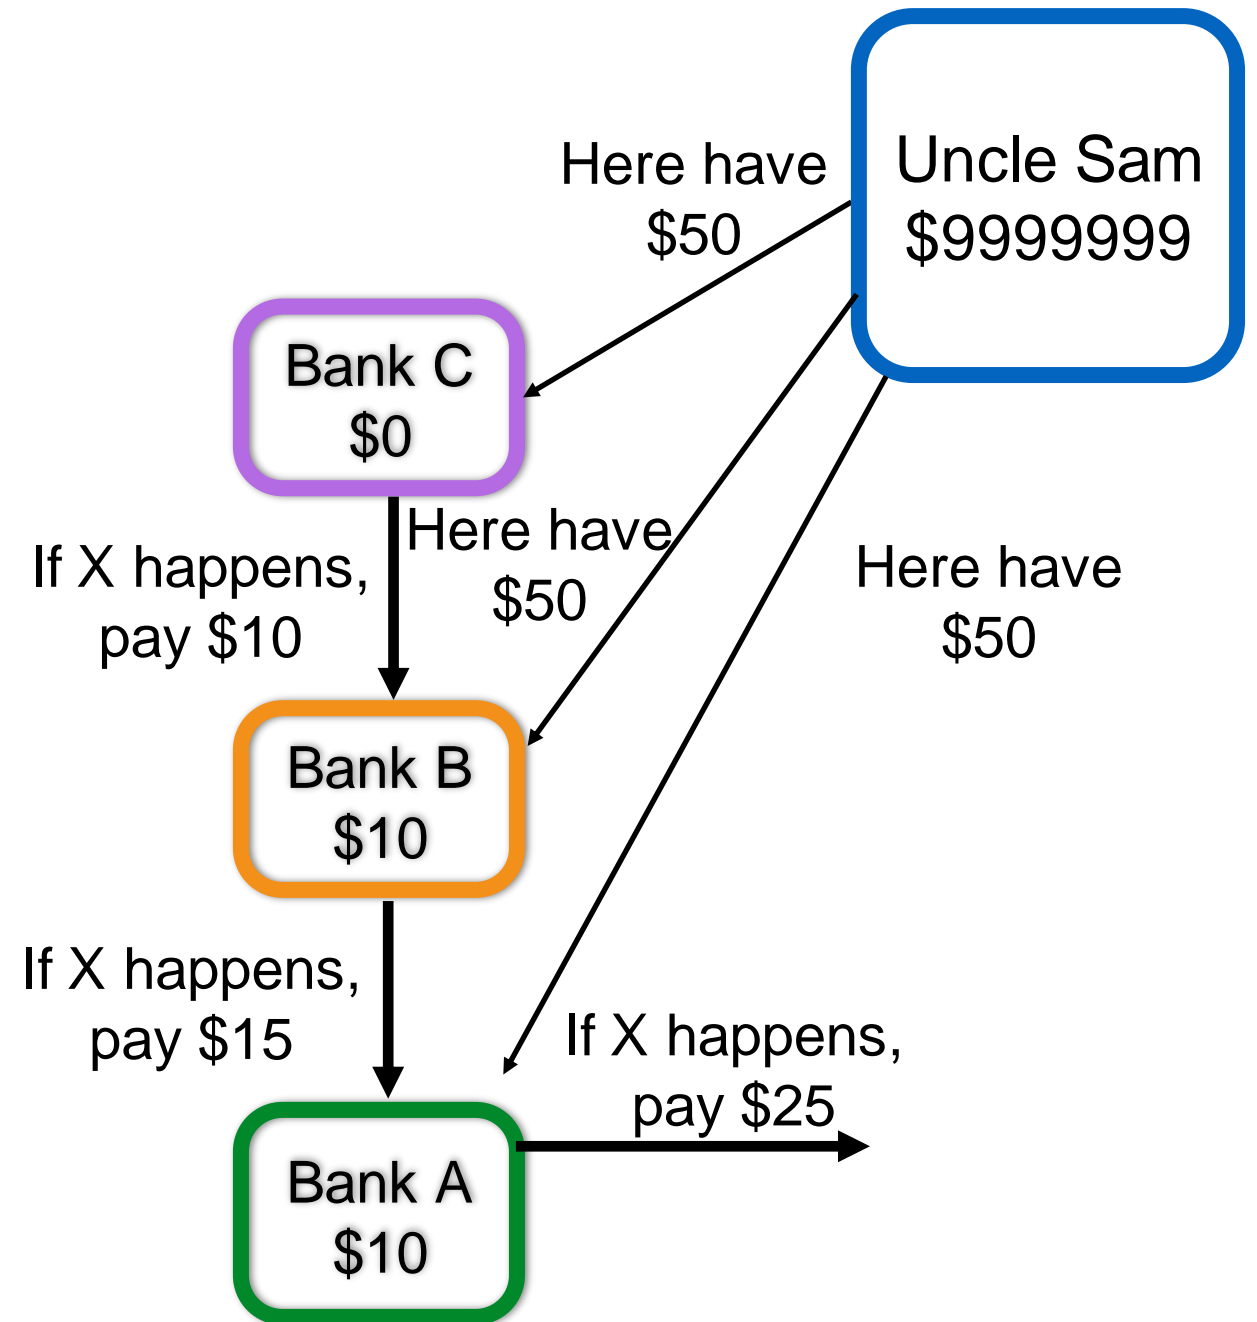 Uncle Sam
$9999999
Here have
$50
Bank C
$0
If X happens,
pay $10
Here have
$50
Here have
$50
Bank B
$10
If X happens,
pay $15
If X happens,
pay $25
Bank A
$10